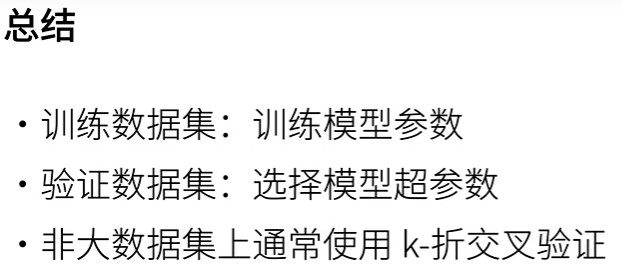 总结
• 训练数据集：训练模型参数
• 验证数据集：选择模型超参数
• 非大数据集上通常使用 k-折交叉验证